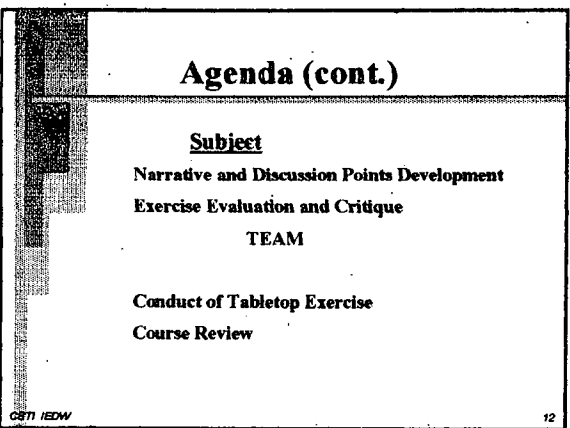 Agenda (cont.)
Subject
Narrative and Discussion Points Development
Exercise Evaluation and Critique
TEAM
Conduct of Tabletop Exercise
Course Review
CSTI IEDW
12